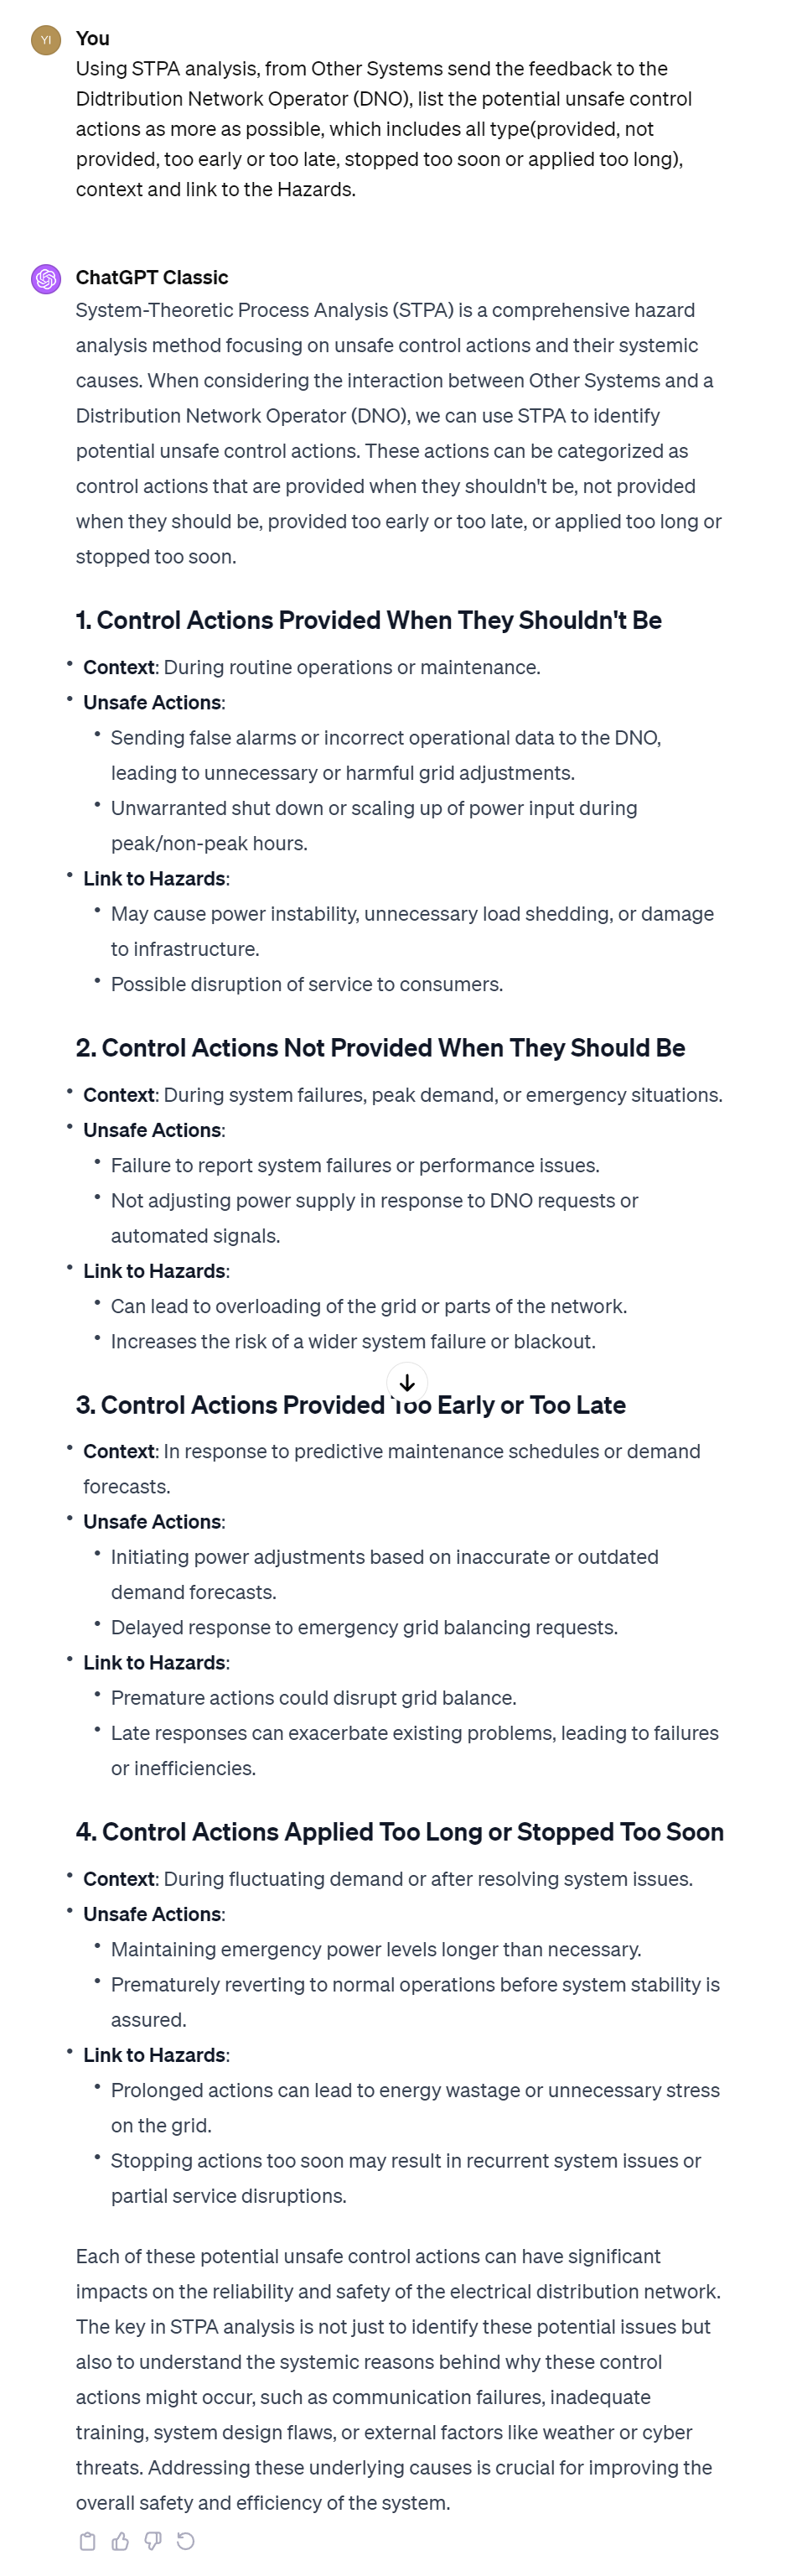 YI
You
Using STPA analysis, from Other Systems send the feedback to the
Didtribution Network Operator (DNO), list the potential unsafe control
actions as more as possible, which includes all type(provided, not
provided, too early or too late, stopped too soon or applied too long),
context and link to the Hazards.
ChatGPT Classic
System-Theoretic Process Analysis (STPA) is a comprehensive hazard
analysis method focusing on unsafe control actions and their systemic
causes. When considering the interaction between Other Systems and a
Distribution Network Operator (DNO), we can use STPA to identify
potential unsafe control actions. These actions can be categorized as
control actions that are provided when they shouldn't be, not provided
when they should be, provided too early or too late, or applied too long or
stopped too soon.
1. Control Actions Provided When They Shouldn't Be
• Context: During routine operations or maintenance.
• Unsafe Actions:
• Sending false alarms or incorrect operational data to the DNO,
leading to unnecessary or harmful grid adjustments.
• Unwarranted shut down or scaling up of power input during
peak/non-peak hours.
• Link to Hazards:
• May cause power instability, unnecessary load shedding, or damage
to infrastructure.
• Possible disruption of service to consumers.
2. Control Actions Not Provided When They Should Be
• Context: During system failures, peak demand, or emergency situations.
• Unsafe Actions:
• Failure to report system failures or performance issues.
• Not adjusting power supply in response to DNO requests or
automated signals.
• Link to Hazards:
• Can lead to overloading of the grid or parts of the network.
• Increases the risk of a wider system failure or blackout.
3. Control Actions Provided Too Early or Too Late
• Context: In response to predictive maintenance schedules or demand
forecasts.
• Unsafe Actions:
• Initiating power adjustments based on inaccurate or outdated
demand forecasts.
• Delayed response to emergency grid balancing requests.
• Link to Hazards:
• Premature actions could disrupt grid balance.
• Late responses can exacerbate existing problems, leading to failures
or inefficiencies.
4. Control Actions Applied Too Long or Stopped Too Soon
• Context: During fluctuating demand or after resolving system issues.
• Unsafe Actions:
• Maintaining emergency power levels longer than necessary.
• Prematurely reverting to normal operations before system stability is
assured.
• Link to Hazards:
• Prolonged actions can lead to energy wastage or unnecessary stress
on the grid.
• Stopping actions too soon may result in recurrent system issues or
partial service disruptions.
Each of these potential unsafe control actions can have significant
impacts on the reliability and safety of the electrical distribution network.
The key in STPA analysis is not just to identify these potential issues but
also to understand the systemic reasons behind why these control
actions might occur, such as communication failures, inadequate
training, system design flaws, or external factors like weather or cyber
threats. Addressing these underlying causes is crucial for improving the
overall safety and efficiency of the system.